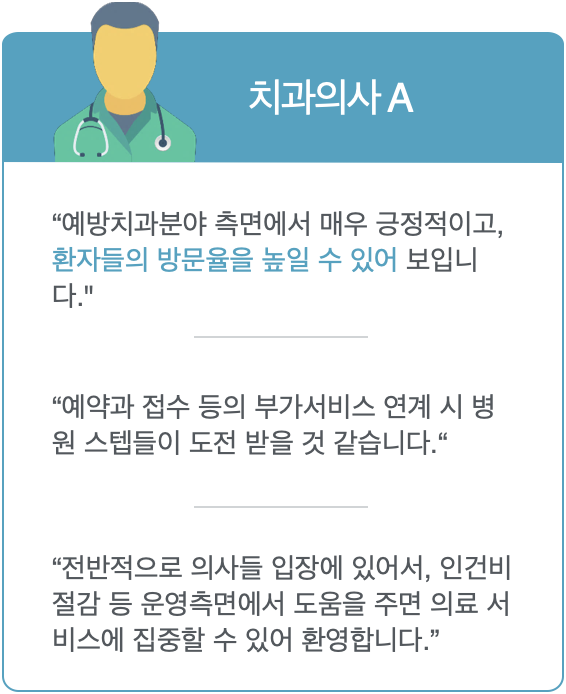 치과의사 A
“예방치과분야 측면에서 매우 긍정적이고,
환자들의 방문율을 높일 수 있어 보입니
다."
“예약과 접수 등의 부가서비스 연계 시 병
원 스텝들이 도전 받을 것 같습니다.“
“전반적으로 의사들 입장에 있어서, 인건비
절감 등 운영측면에서 도움을 주면 의료 서
비스에 집중할 수 있어 환영합니다.”